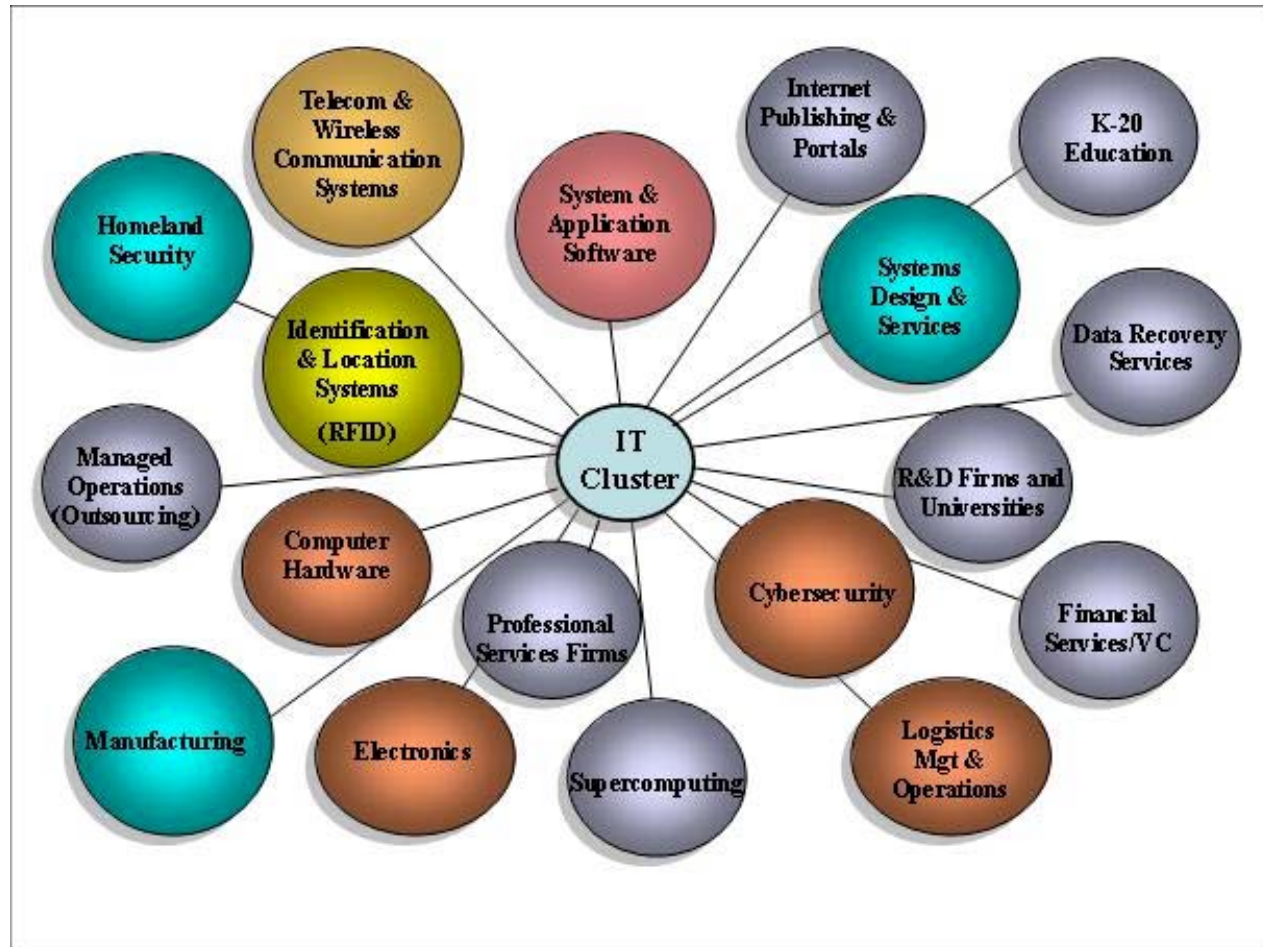 Telecom &
Wireless
Communication
Systems
Internet
Publishing &
Portals
K-20
Education
Homeland
Security
System &
Application
Software
Systems
Design &
Services
Identification
& Location
Systems
(RFID)
Data Recovery
Services
IT
Cluster
Managed
Operations
(Outsourcing)
R&D Firms and
Universities
Computer
Hardware
Cybersecurity
Professional
Services Firms
Financial
Services/VC
Manufacturing
Electronics
Supercomputing
Logistics
Mgt &
Operations